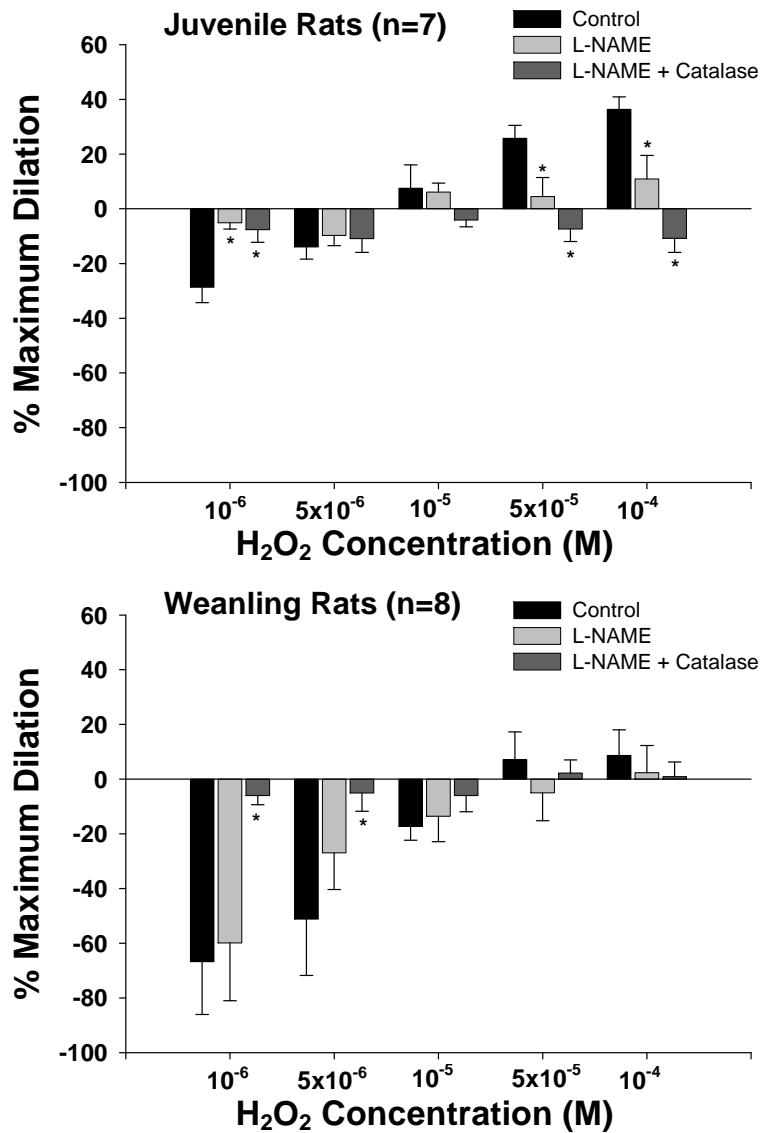 Juvenile Rats (n=7)
Control
L-NAME
L-NAME + Catalase
% Maximum Dilation
60
40
20
0
-20
-40
-60
-80
-100
* * * * * *
10⁻⁶ 5x10⁻⁶ 10⁻⁵ 5x10⁻⁵ 10⁻⁴
H₂O₂ Concentration (M)
Weanling Rats (n=8)
Control
L-NAME
L-NAME + Catalase
% Maximum Dilation
60
40
20
0
-20
-40
-60
-80
-100
* *
10⁻⁶ 5x10⁻⁶ 10⁻⁵ 5x10⁻⁵ 10⁻⁴
H₂O₂ Concentration (M)